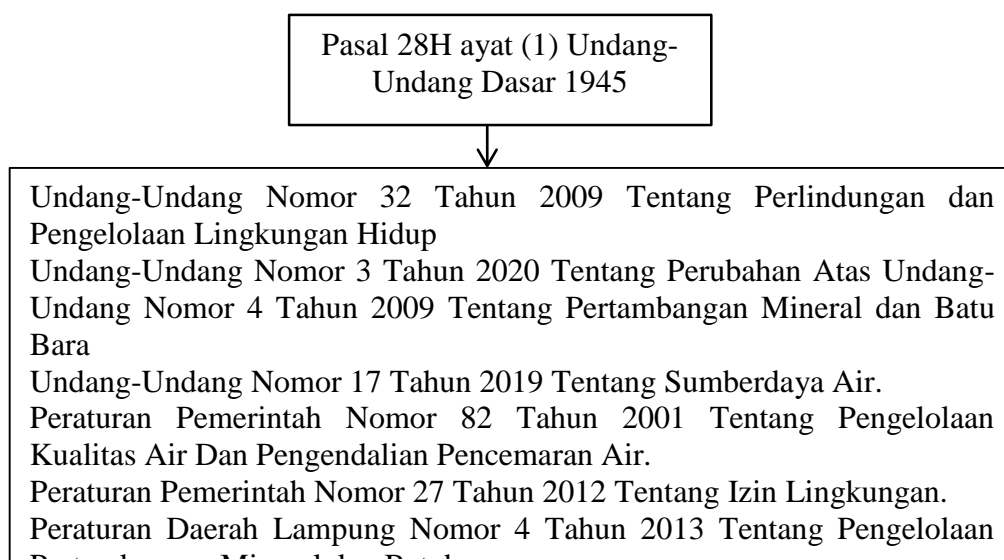 Pasal 28H ayat (1) Undang-
Undang Dasar 1945
Undang-Undang Nomor 32 Tahun 2009 Tentang Perlindungan dan
Pengelolaan Lingkungan Hidup
Undang-Undang Nomor 3 Tahun 2020 Tentang Perubahan Atas Undang-
Undang Nomor 4 Tahun 2009 Tentang Pertambangan Mineral dan Batu
Bara
Undang-Undang Nomor 17 Tahun 2019 Tentang Sumberdaya Air.
Peraturan Pemerintah Nomor 82 Tahun 2001 Tentang Pengelolaan
Kualitas Air Dan Pengendalian Pencemaran Air.
Peraturan Pemerintah Nomor 27 Tahun 2012 Tentang Izin Lingkungan.
Peraturan Daerah Lampung Nomor 4 Tahun 2013 Tentang Pengelolaan